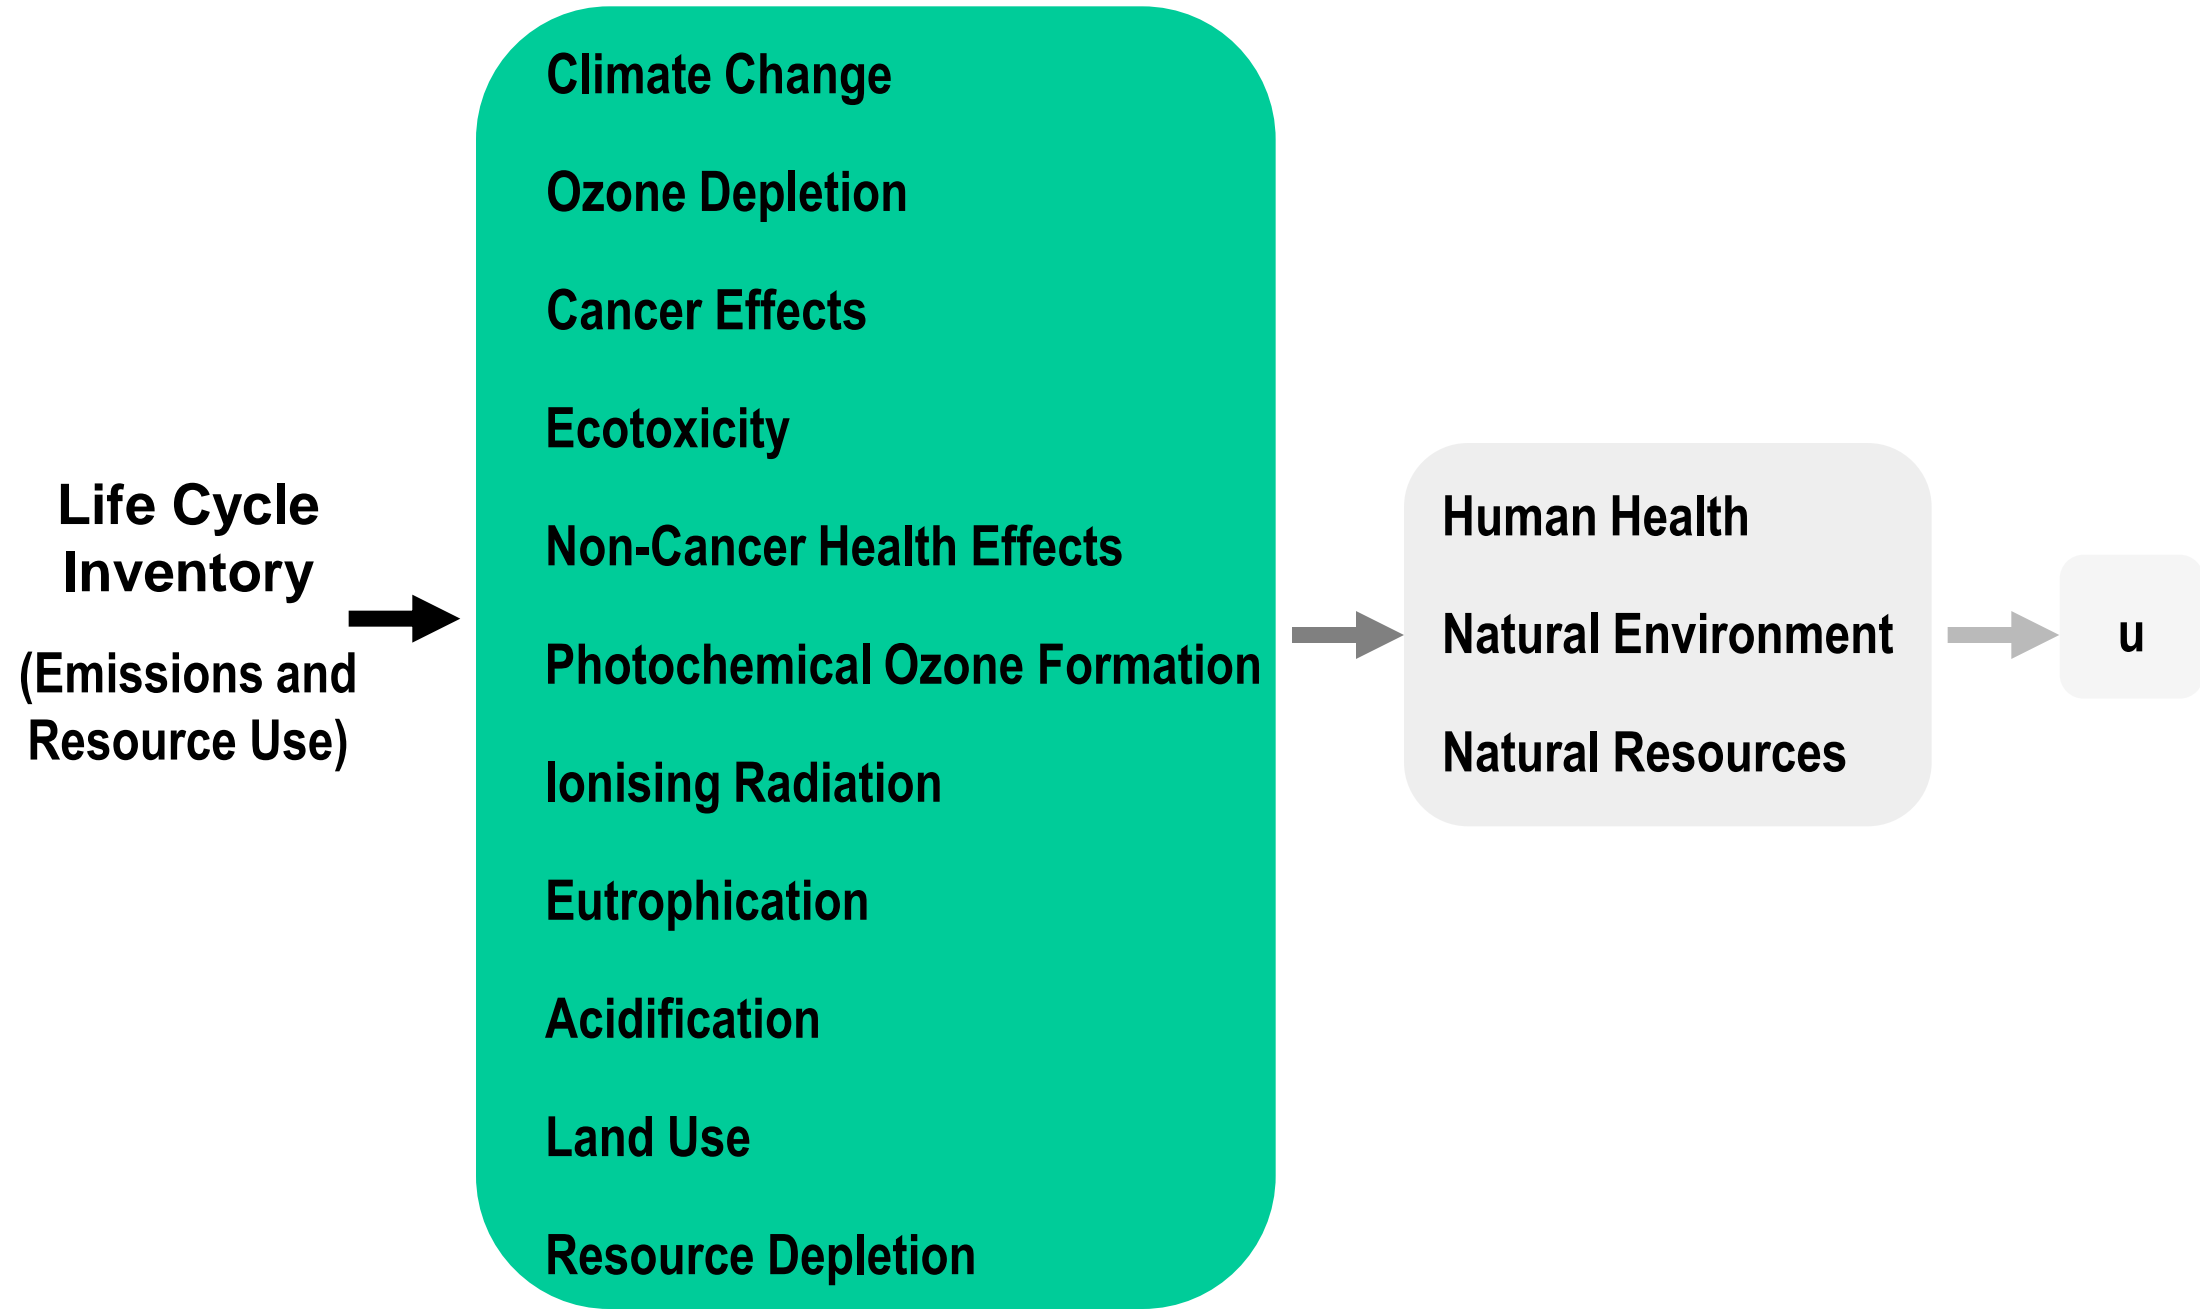 Life Cycle
Inventory
(Emissions and
Resource Use)
Climate Change
Ozone Depletion
Cancer Effects
Ecotoxicity
Non-Cancer Health Effects
Photochemical Ozone Formation
Ionising Radiation
Eutrophication
Acidification
Land Use
Resource Depletion
Human Health
Natural Environment
Natural Resources
u